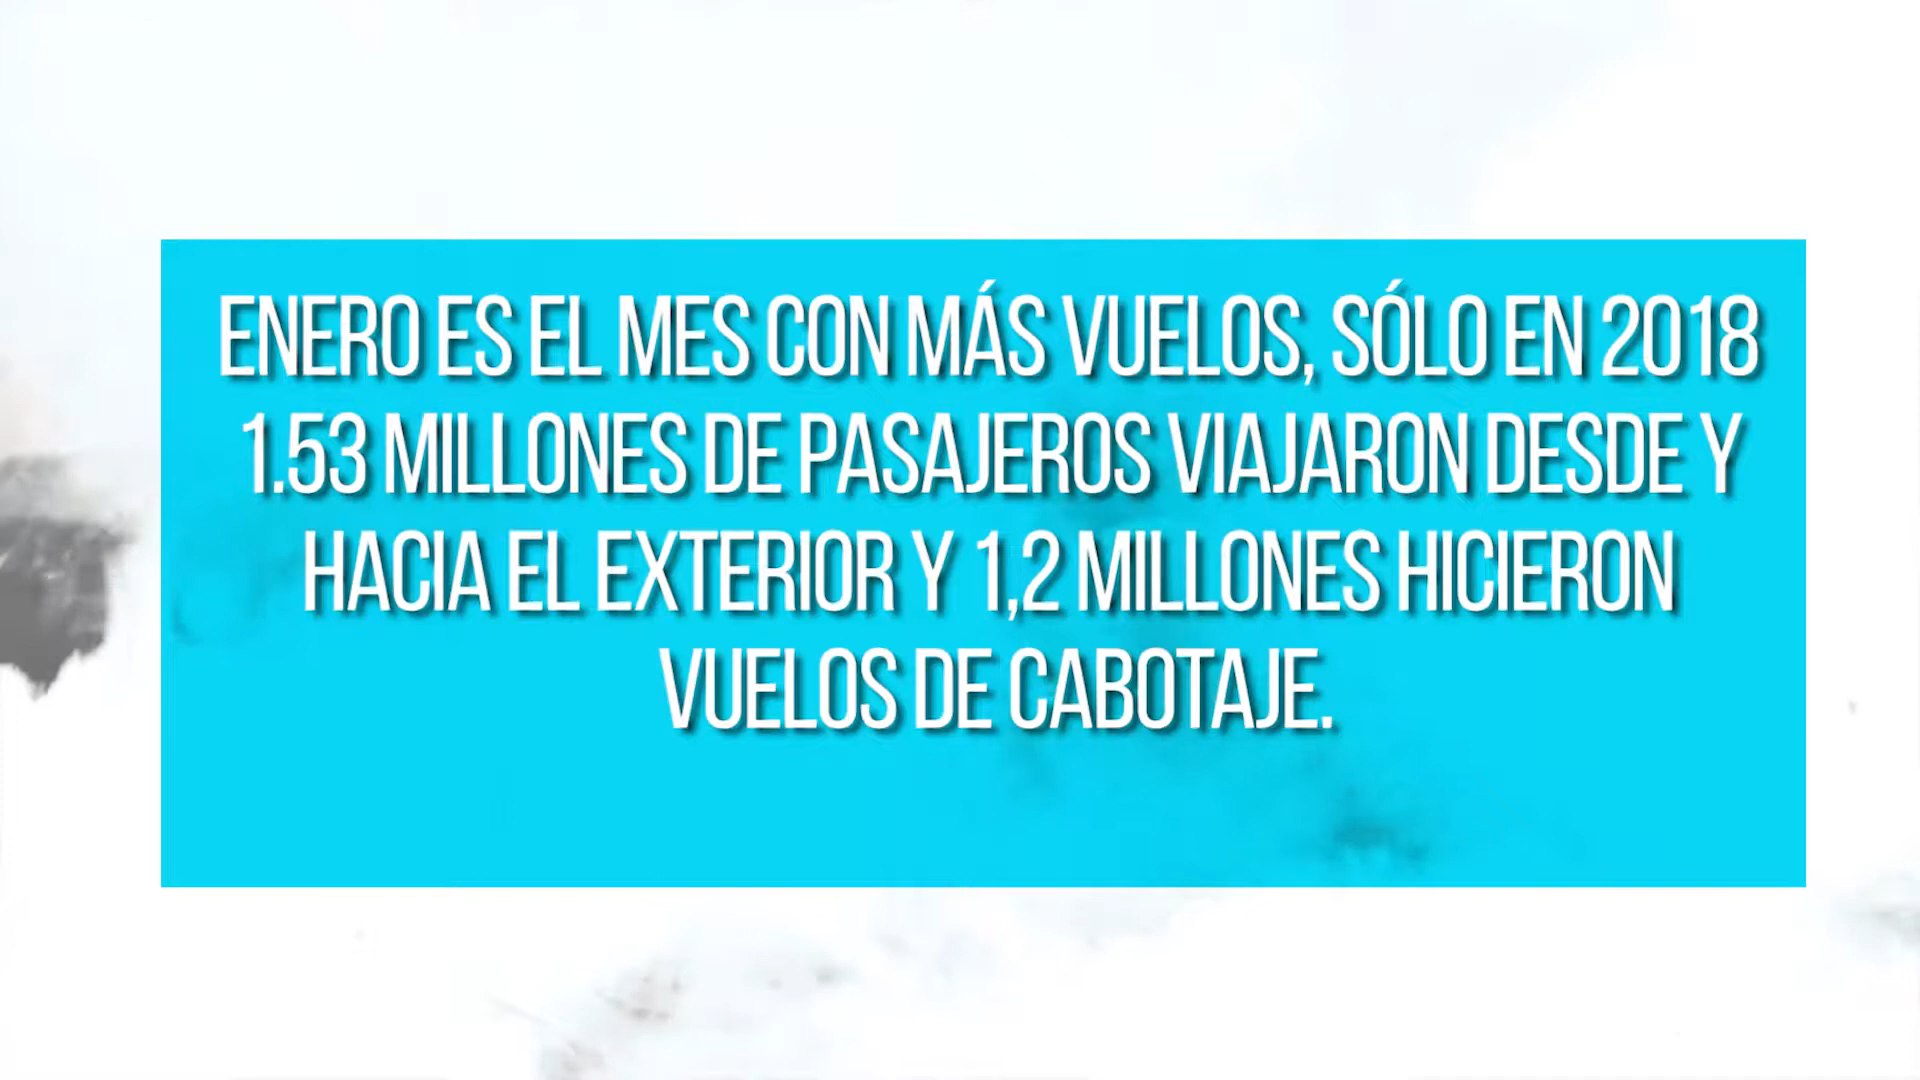 ENERO ES EL MES CON MÁS VUELOS, SÓLO EN 2018
1.53 MILLONES DE PASAJEROS VIAJARON DESDE Y
HACIA EL EXTERIOR Y 1,2 MILLONES HICIERON
VUELOS DE CABOTAJE.